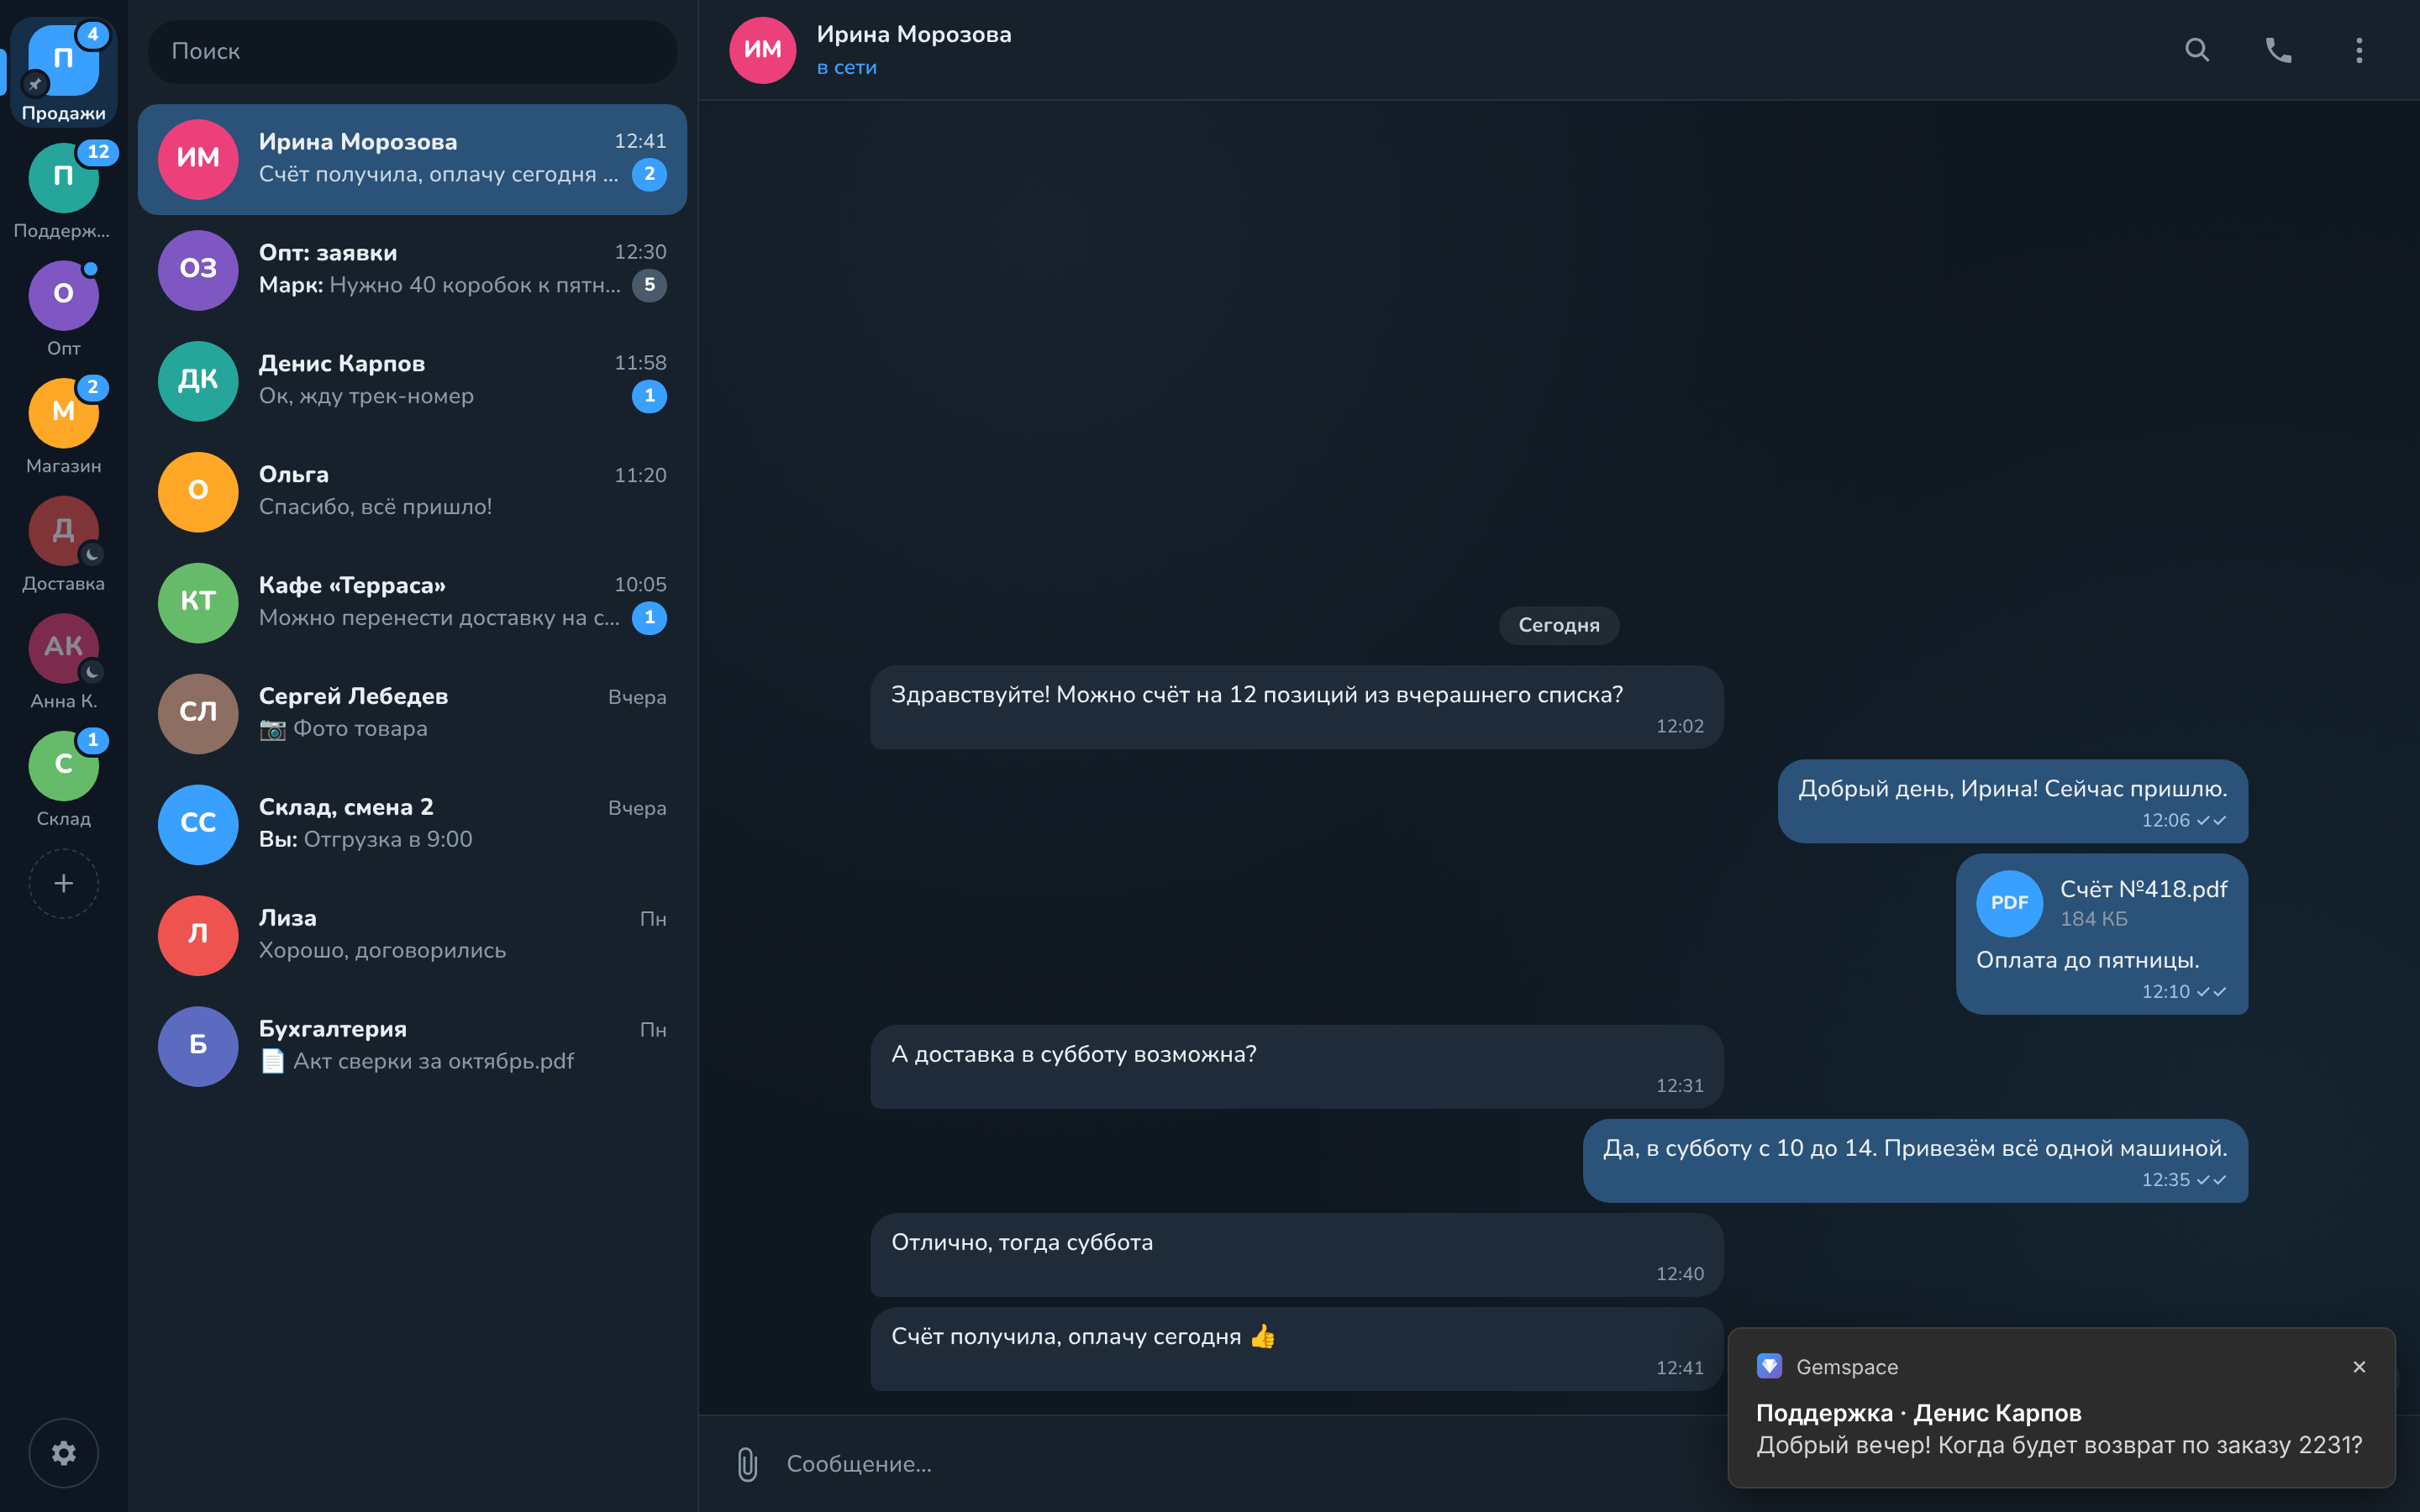 4
П
Продажи
12
П
Поддерж...
О
Опт
2
М
Магазин
Д
Доставка
АК
Анна К.
1
С
Склад
Поиск
ИМ
Ирина Морозова
12:41
Счёт получила, оплачу сегодня ...
2
ОЗ
Опт: заявки
12:30
Марк: Нужно 40 коробок к пятн...
5
ДК
Денис Карпов
11:58
Ок, жду трек-номер
1
О
Ольга
11:20
Спасибо, всё пришло!
КТ
Кафе «Терраса»
10:05
Можно перенести доставку на с...
1
СЛ
Сергей Лебедев
Вчера
📷 Фото товара
СС
Склад, смена 2
Вчера
Вы: Отгрузка в 9:00
Л
Лиза
Пн
Хорошо, договорились
Б
Бухгалтерия
Пн
📄 Акт сверки за октябрь.pdf
ИМ
Ирина Морозова
в сети
Сегодня
Здравствуйте! Можно счёт на 12 позиций из вчерашнего списка?
12:02
Добрый день, Ирина! Сейчас пришлю.
12:06
PDF
Счёт №418.pdf
184 КБ
Оплата до пятницы.
12:10
А доставка в субботу возможна?
12:31
Да, в субботу с 10 до 14. Привезём всё одной машиной.
12:35
Отлично, тогда суббота
12:40
Счёт получила, оплачу сегодня 👍
12:41
Сообщение...
Gemspace
Поддержка · Денис Карпов
Добрый вечер! Когда будет возврат по заказу 2231?